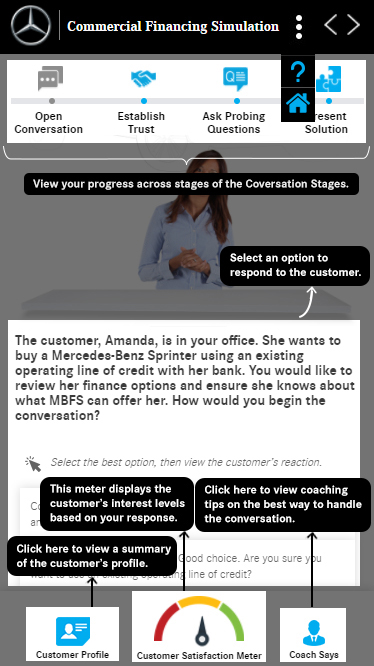 Commercial Financing Simulation
?
Open
Conversation
Establish
Trust
Ask Probing
Questions
resent
Solution
View your progress across stages of the Coversation Stages.
Select an option to
respond to the customer.
The customer, Amanda, is in your office. She wants to
buy a Mercedes-Benz Sprinter using an existing
operating line of credit with her bank. You would like to
review her finance options and ensure she knows about
what MBFS can offer her. How would you begin the
conversation?
Select the best option, then view the customer's reaction.
This meter displays the
customer's interest levels
based on your response.
Click here to view coaching
tips on the best way to handle
the conversation.
Click here to view a summary
of the customer's profile.
Good choice. Are you sure you
want to use an existing operating line of credit?
Customer Profile
Customer Satisfaction Meter
Coach Says